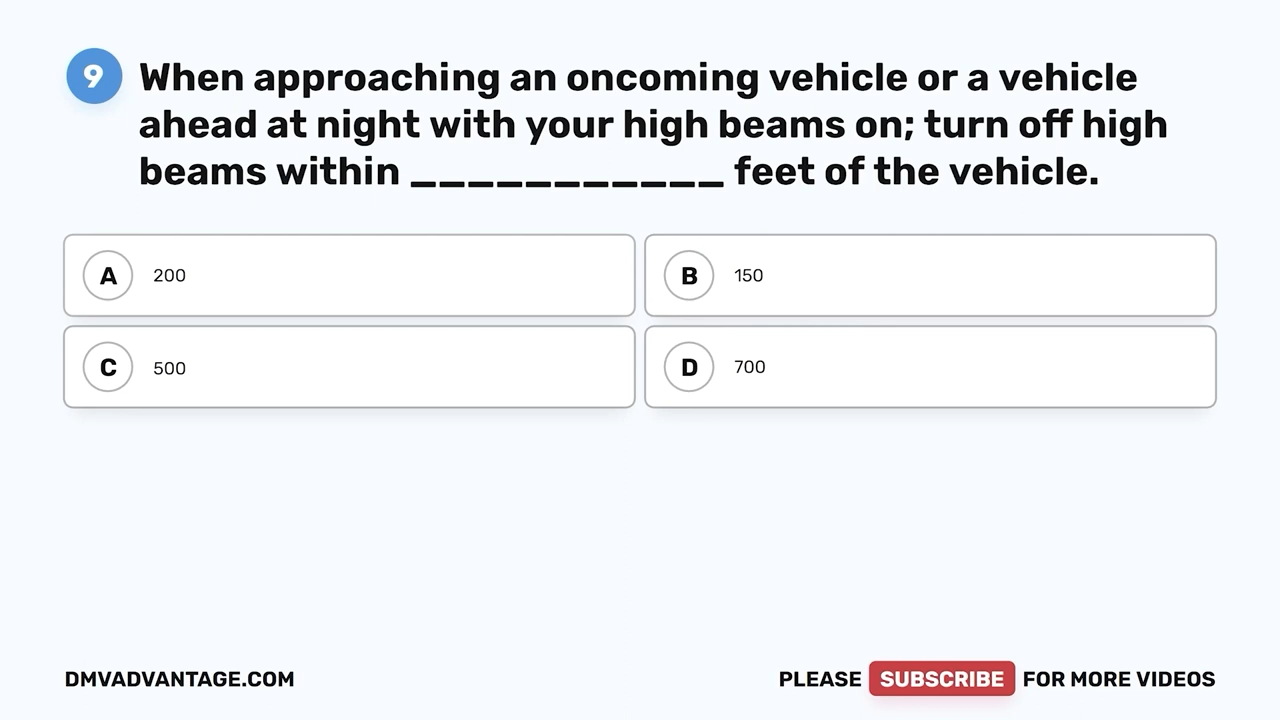 9
When approaching an oncoming vehicle or a vehicle
ahead at night with your high beams on; turn off high
beams within ___________ feet of the vehicle.
A 200
B 150
C 500
D 700
DMVADVANTAGE.COM
PLEASE SUBSCRIBE FOR MORE VIDEOS